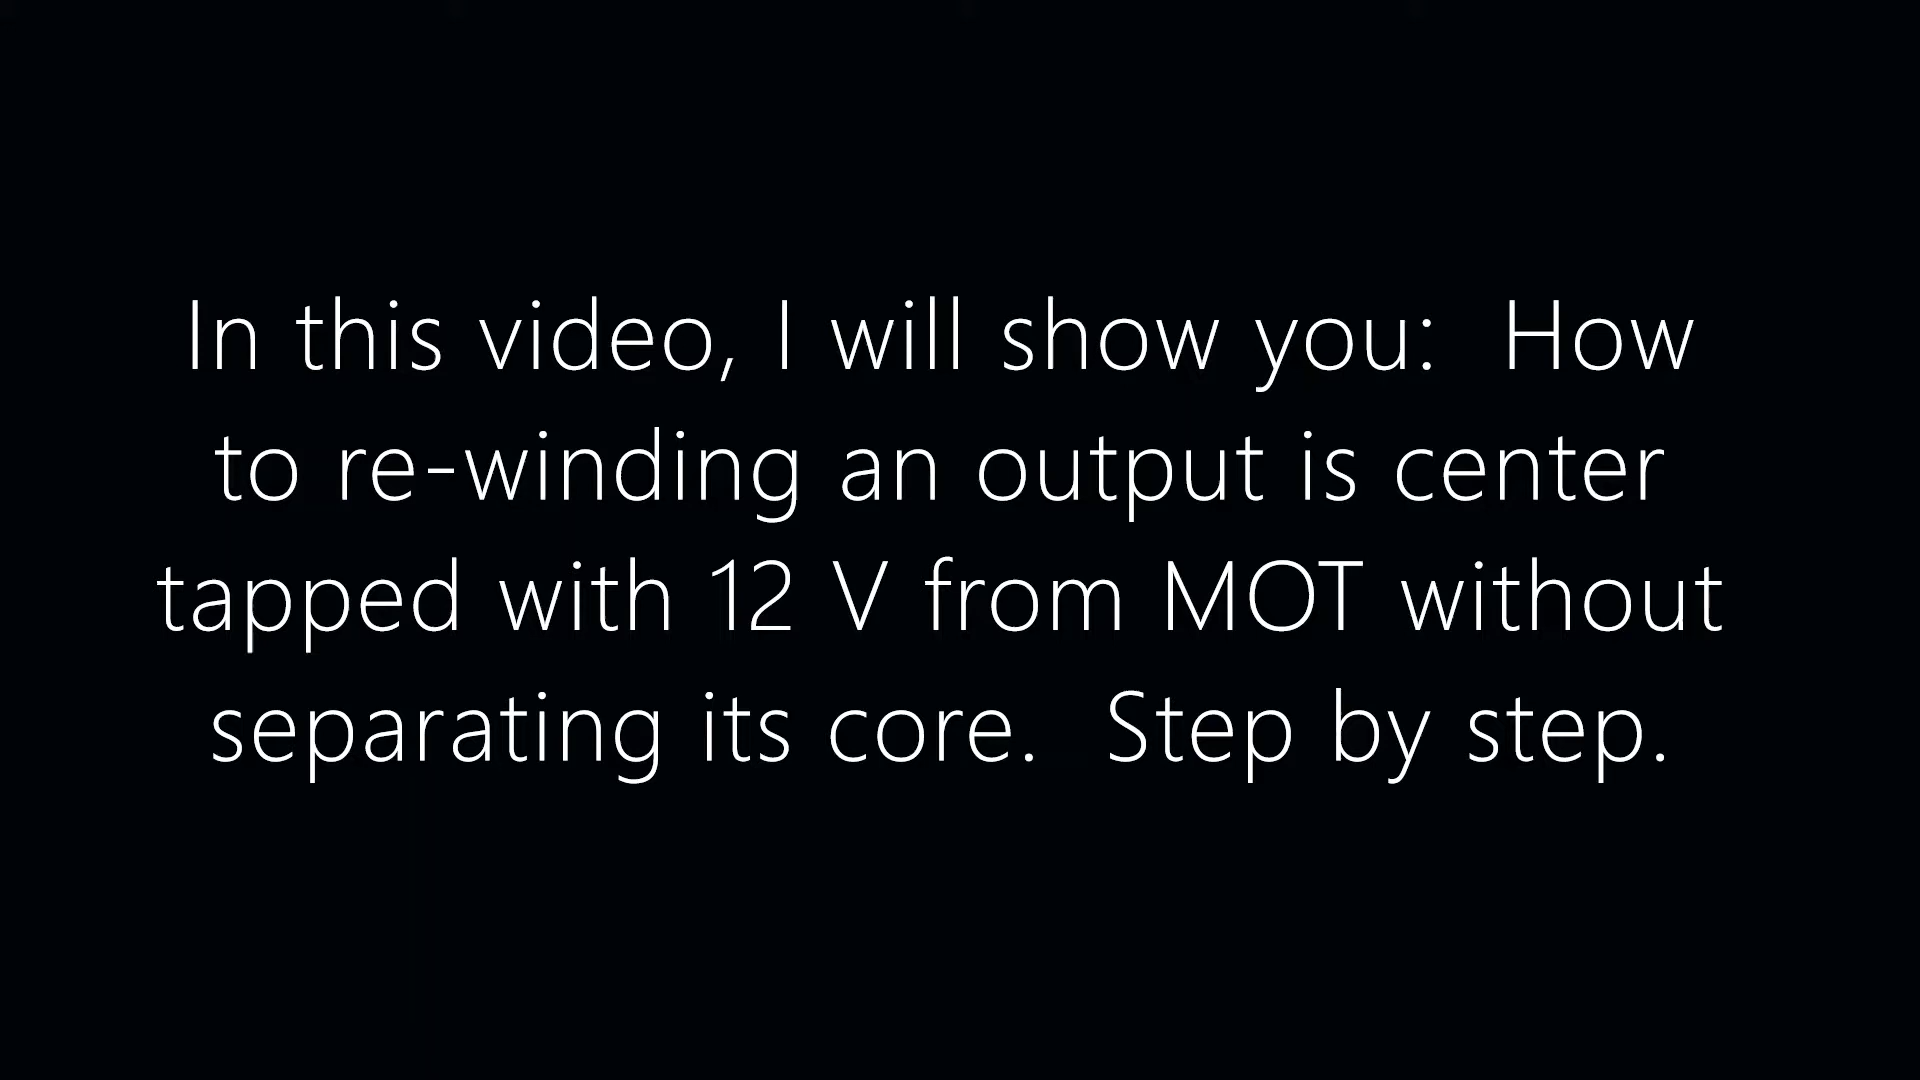 In this video, I will show you: How
to re-winding an output is center
tapped with 12 V from MOT without
separating its core. Step by step.